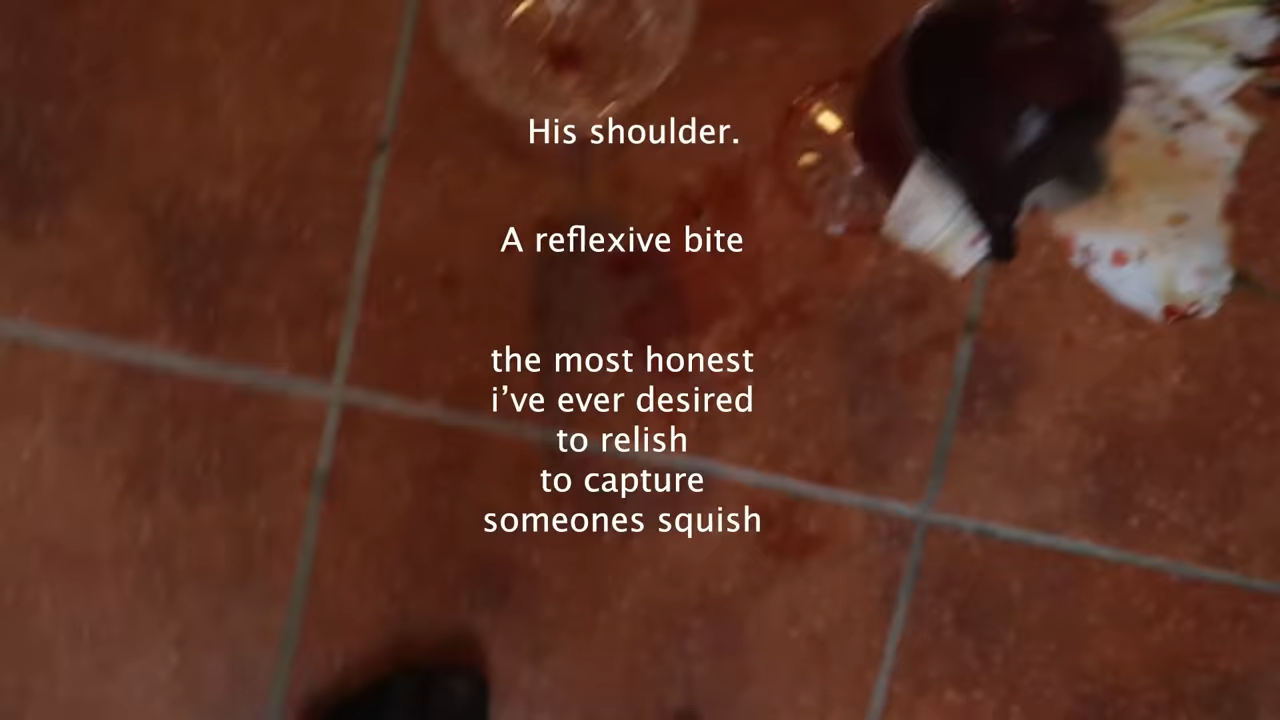 His shoulder.
A reflexive bite
the most honest
i’ve ever desired
to relish
to capture
someones squish